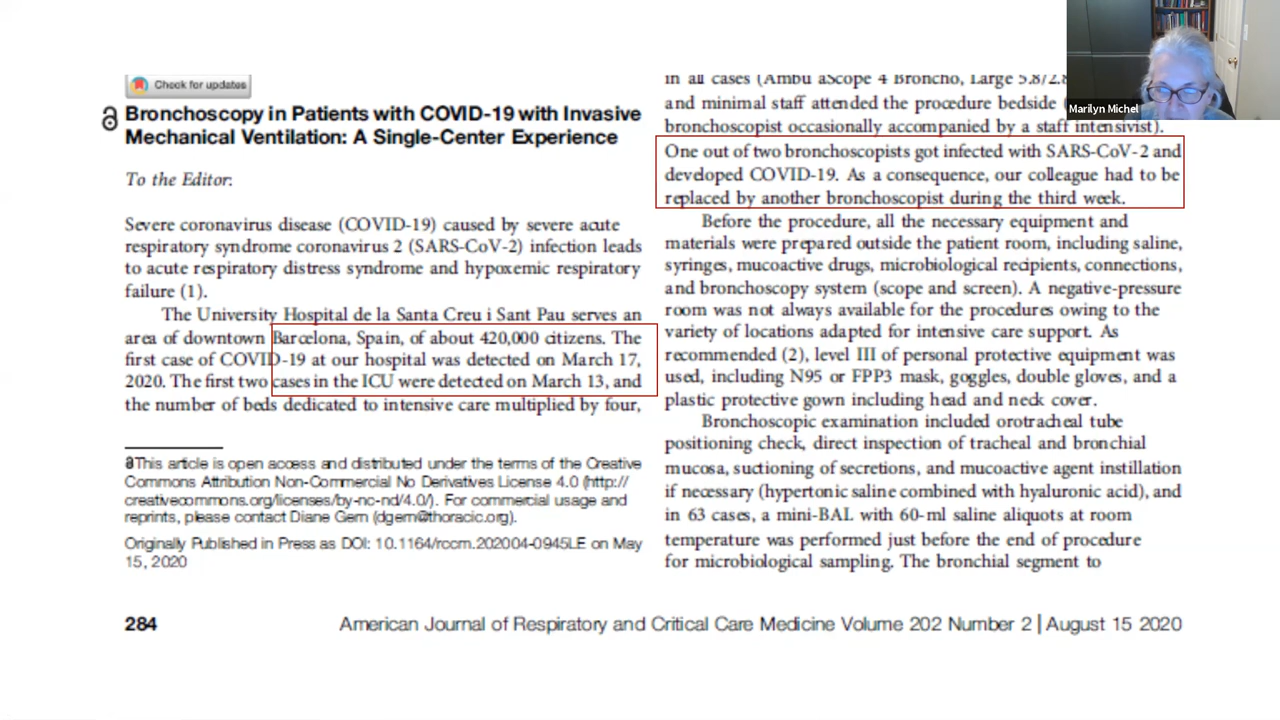 Check for updates
Bronchoscopy in Patients with COVID-19 with Invasive
Mechanical Ventilation: A Single-Center Experience
To the Editor:
Severe coronavirus disease (COVID-19) caused by severe acute
respiratory syndrome coronavirus 2 (SARS-CoV-2) infection leads
to acute respiratory distress syndrome and hypoxemic respiratory
failure (1).
The University Hospital de la Santa Creu i Sant Pau serves an
area of downtown Barcelona, Spain, of about 420,000 citizens. The
first case of COVID-19 at our hospital was detected on March 17,
2020. The first two cases in the ICU were detected on March 13, and
the number of beds dedicated to intensive care multiplied by four,
This article is open access and distributed under the terms of the Creative
Commons Attribution Non-Commercial No Derivatives License 4.0 (http://
creativecommons.org/licenses/by-nc-nd/4.0/). For commercial usage and
reprints, please contact Diane Gern (dgern@thoracic.org).
Originally Published in Press as DOI: 10.1164/rccm.202004-0945LE on May
15, 2020
in all cases (Ambu aScope 4 Broncho, Large 5.8/2.8
and minimal staff attended the procedure bedside (
bronchoscopist occasionally accompanied by a staff intensivist).
One out of two bronchoscopists got infected with SARS-CoV-2 and
developed COVID-19. As a consequence, our colleague had to be
replaced by another bronchoscopist during the third week.
Before the procedure, all the necessary equipment and
materials were prepared outside the patient room, including saline,
syringes, mucoactive drugs, microbiological recipients, connections,
and bronchoscopy system (scope and screen). A negative-pressure
room was not always available for the procedures owing to the
variety of locations adapted for intensive care support. As
recommended (2), level III of personal protective equipment was
used, including N95 or FPP3 mask, goggles, double gloves, and a
plastic protective gown including head and neck cover.
Bronchoscopic examination included orotracheal tube
positioning check, direct inspection of tracheal and bronchial
mucosa, suctioning of secretions, and mucoactive agent instillation
if necessary (hypertonic saline combined with hyaluronic acid), and
in 63 cases, a mini-BAL with 60-ml saline aliquots at room
temperature was performed just before the end of procedure
for microbiological sampling. The bronchial segment to
284
American Journal of Respiratory and Critical Care Medicine Volume 202 Number 2 | August 15 2020
Marilyn Michel